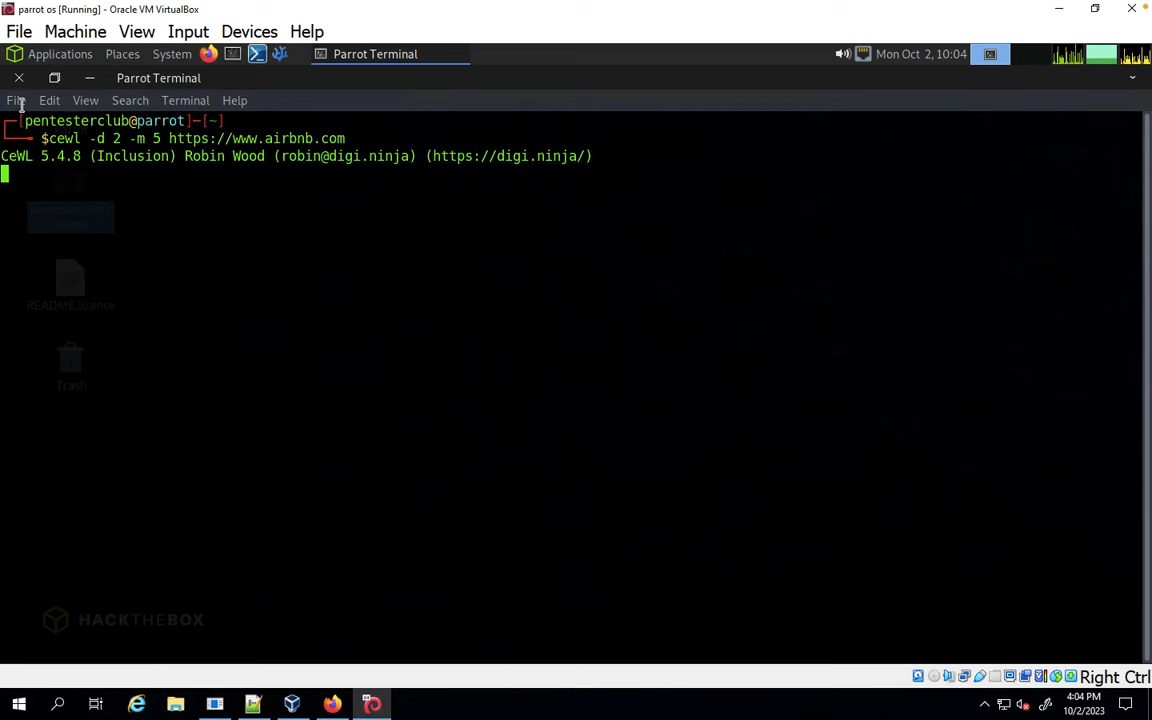 parrot os [Running] - Oracle VM VirtualBox
File Machine View Input Devices Help
Applications Places System Parrot Terminal Mon Oct 2, 10:04
Parrot Terminal
File Edit View Search Terminal Help
[pentesterclub@parrot]-[~]
$cewl -d 2 -m 5 https://www.airbnb.com
CeWL 5.4.8 (Inclusion) Robin Wood (robin@digi.ninja) (https://digi.ninja/)
README.license
Trash
HACKTHEBOX
Right Ctrl
4:04 PM
10/2/2023